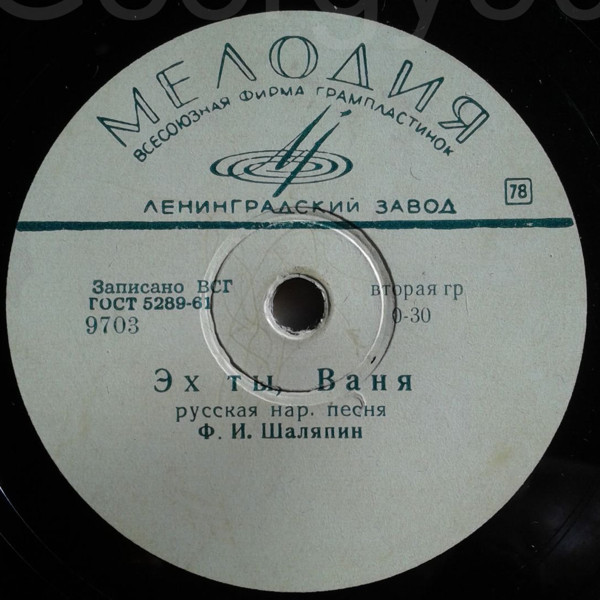 МЕЛОДИЯ
ВСЕСОЮЗНАЯ ФИРМА ГРАМПЛАСТИНОК
ЛЕНИНГРАДСКИЙ ЗАВОД
78
Записано ВСГ
вторая гр
ГОСТ 5289-61
9703
0-30
Эх ты, Ваня
русская нар. песня
Ф. И. Шаляпин